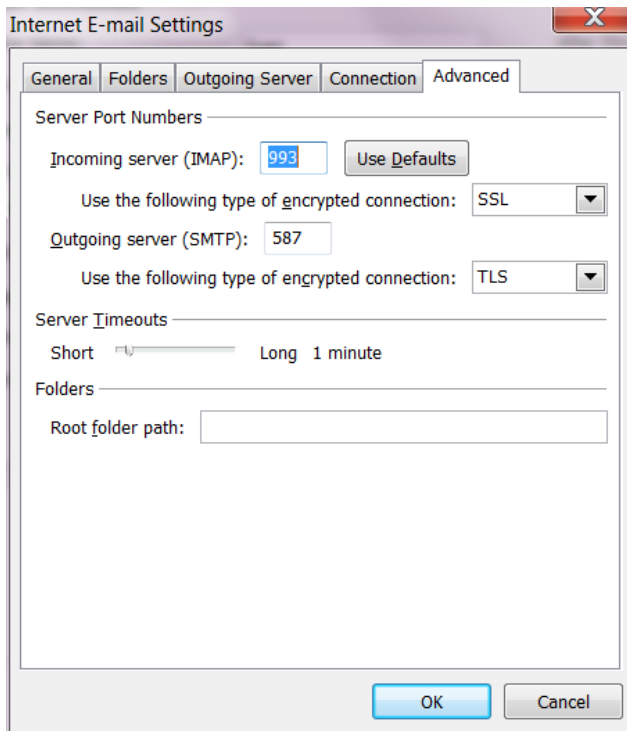 Internet E-mail Settings
X
General Folders Outgoing Server Connection Advanced
Server Port Numbers
Incoming server (IMAP): 993 Use Defaults
Use the following type of encrypted connection: SSL
Outgoing server (SMTP): 587
Use the following type of encrypted connection: TLS
Server Timeouts
Short Long 1 minute
Folders
Root folder path:
OK Cancel